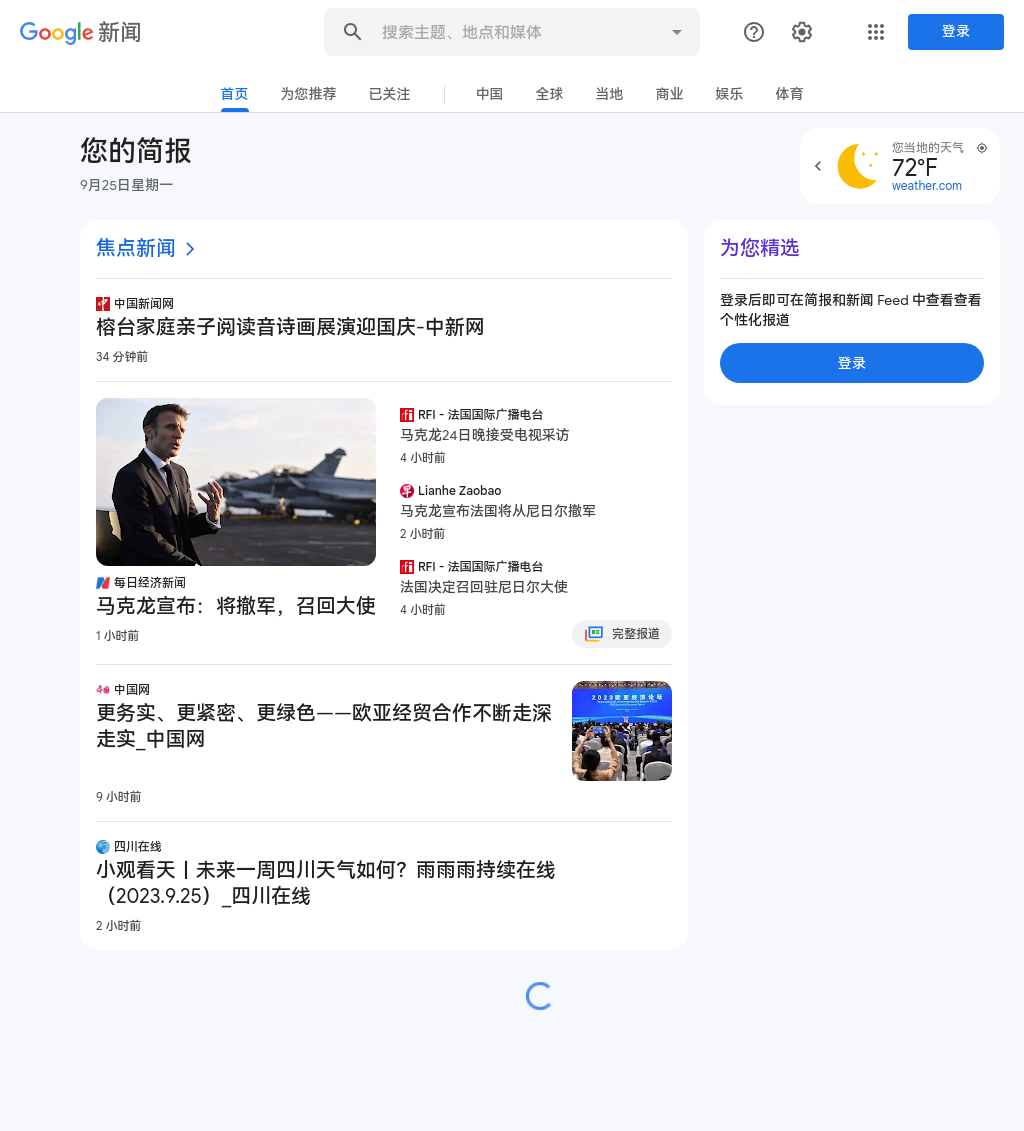 Google 新闻
搜索主题、地点和媒体
登录
首页
为您推荐
已关注
中国
全球
当地
商业
娱乐
体育
您的简报
9月25日星期一
您当地的天气
72°F
weather.com
焦点新闻
中国新闻网
榕台家庭亲子阅读音诗画展演迎国庆-中新网
34 分钟前
每日经济新闻
马克龙宣布：将撤军，召回大使
1 小时前
RFI - 法国国际广播电台
马克龙24日晚接受电视采访
4 小时前
Lianhe Zaobao
马克龙宣布法国将从尼日尔撤军
2 小时前
RFI - 法国国际广播电台
法国决定召回驻尼日尔大使
4 小时前
完整报道
中国网
更务实、更紧密、更绿色——欧亚经贸合作不断走深
走实_中国网
9 小时前
2023欧亚经济论坛
四川在线
小观看天丨未来一周四川天气如何？雨雨雨持续在线
（2023.9.25）_四川在线
2 小时前
为您精选
登录后即可在简报和新闻 Feed 中查看查看
个性化报道
登录